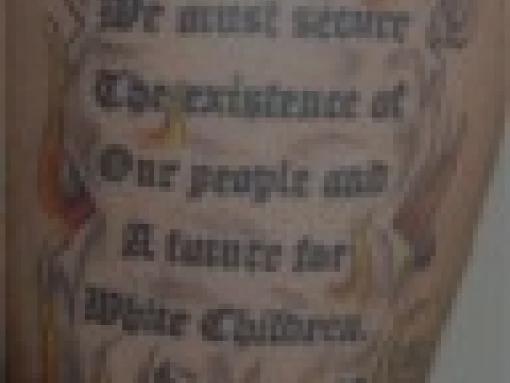 We must secure
The existence of
Our people and
A future for
White Children.